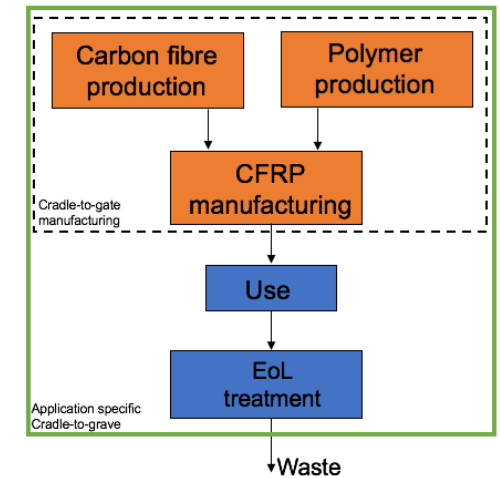 Carbon fibre
production
Polymer
production
CFRP
manufacturing
Cradle-to-gate
manufacturing
Use
EoL
treatment
Application specific
Cradle-to-grave
Waste